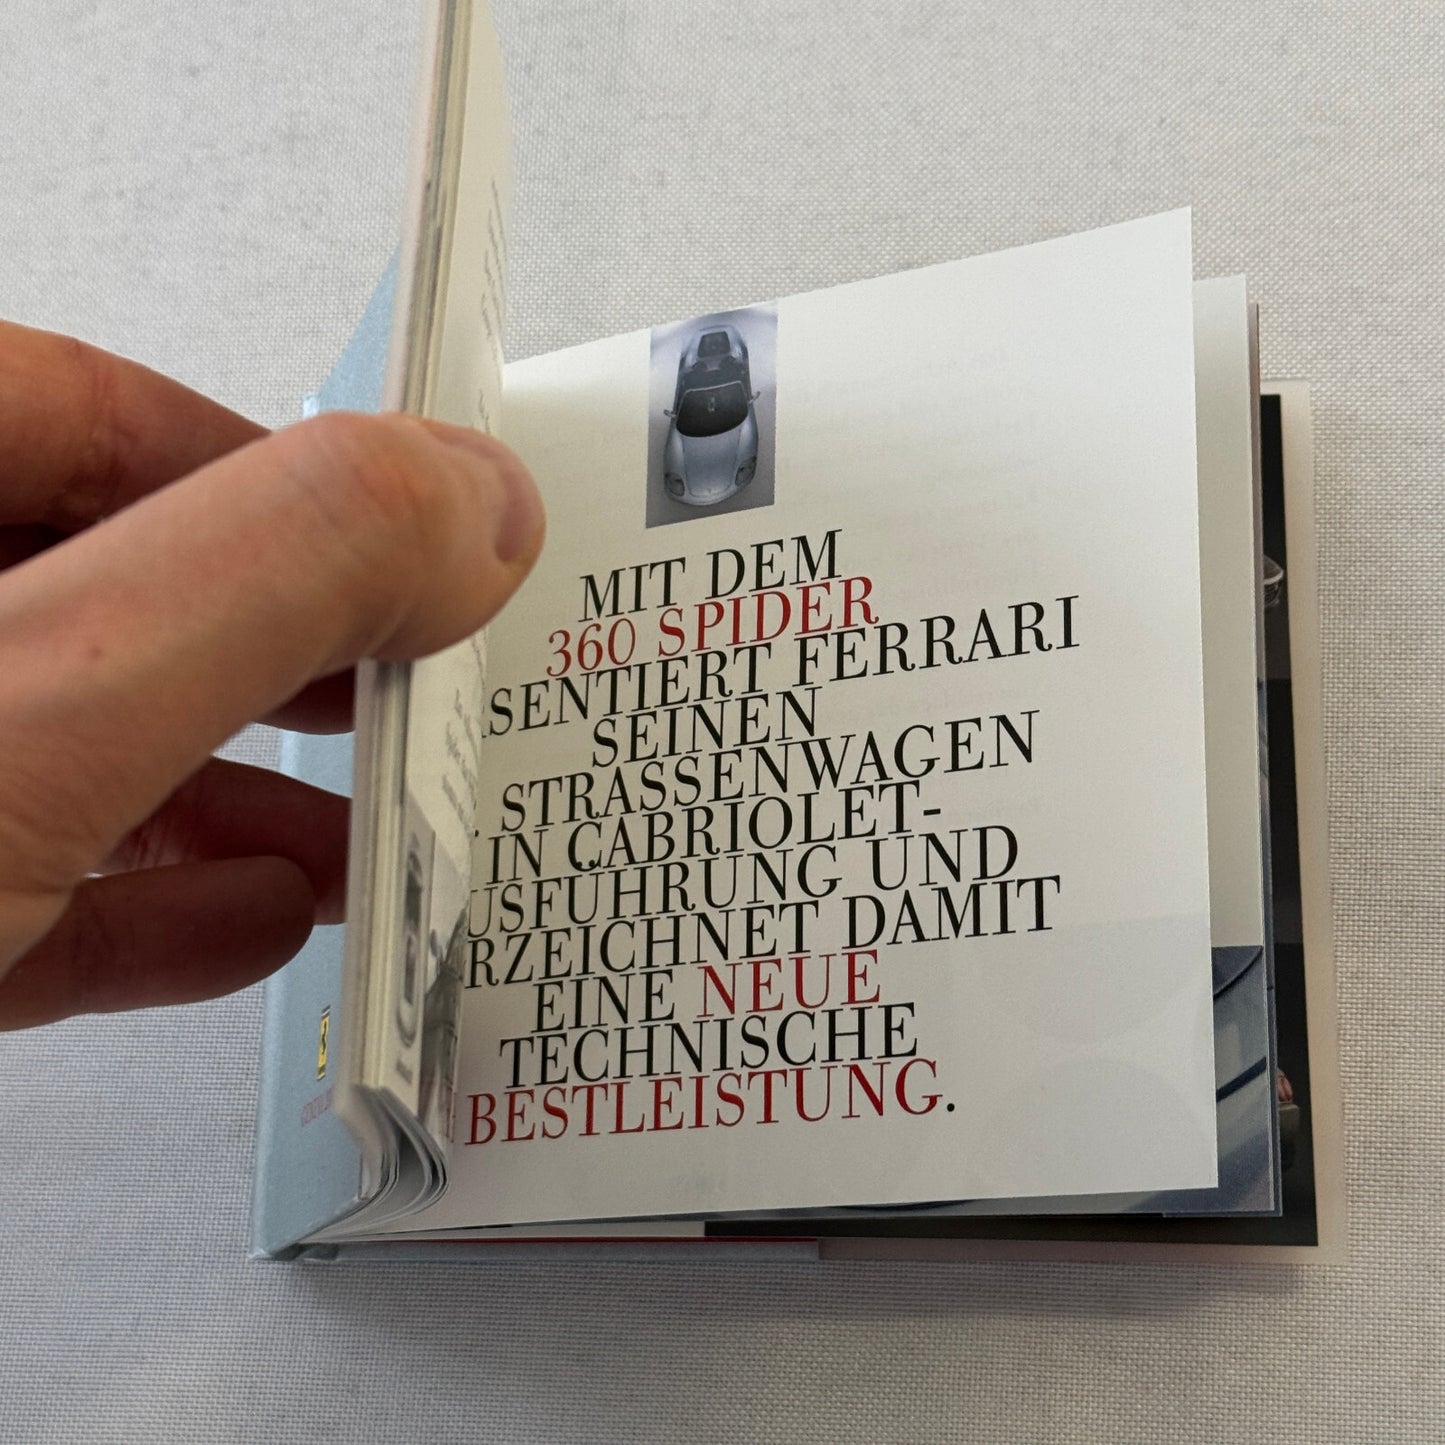 MIT DEM
360 SPIDER
SENTIERT FERRARI
SEINEN
. STRASSENWAGEN
IN CABRIOLET-
USFÜHRUNG UND
RZEICHNET DAMIT
EINE NEUE
TECHNISCHE
BESTLEISTUNG.